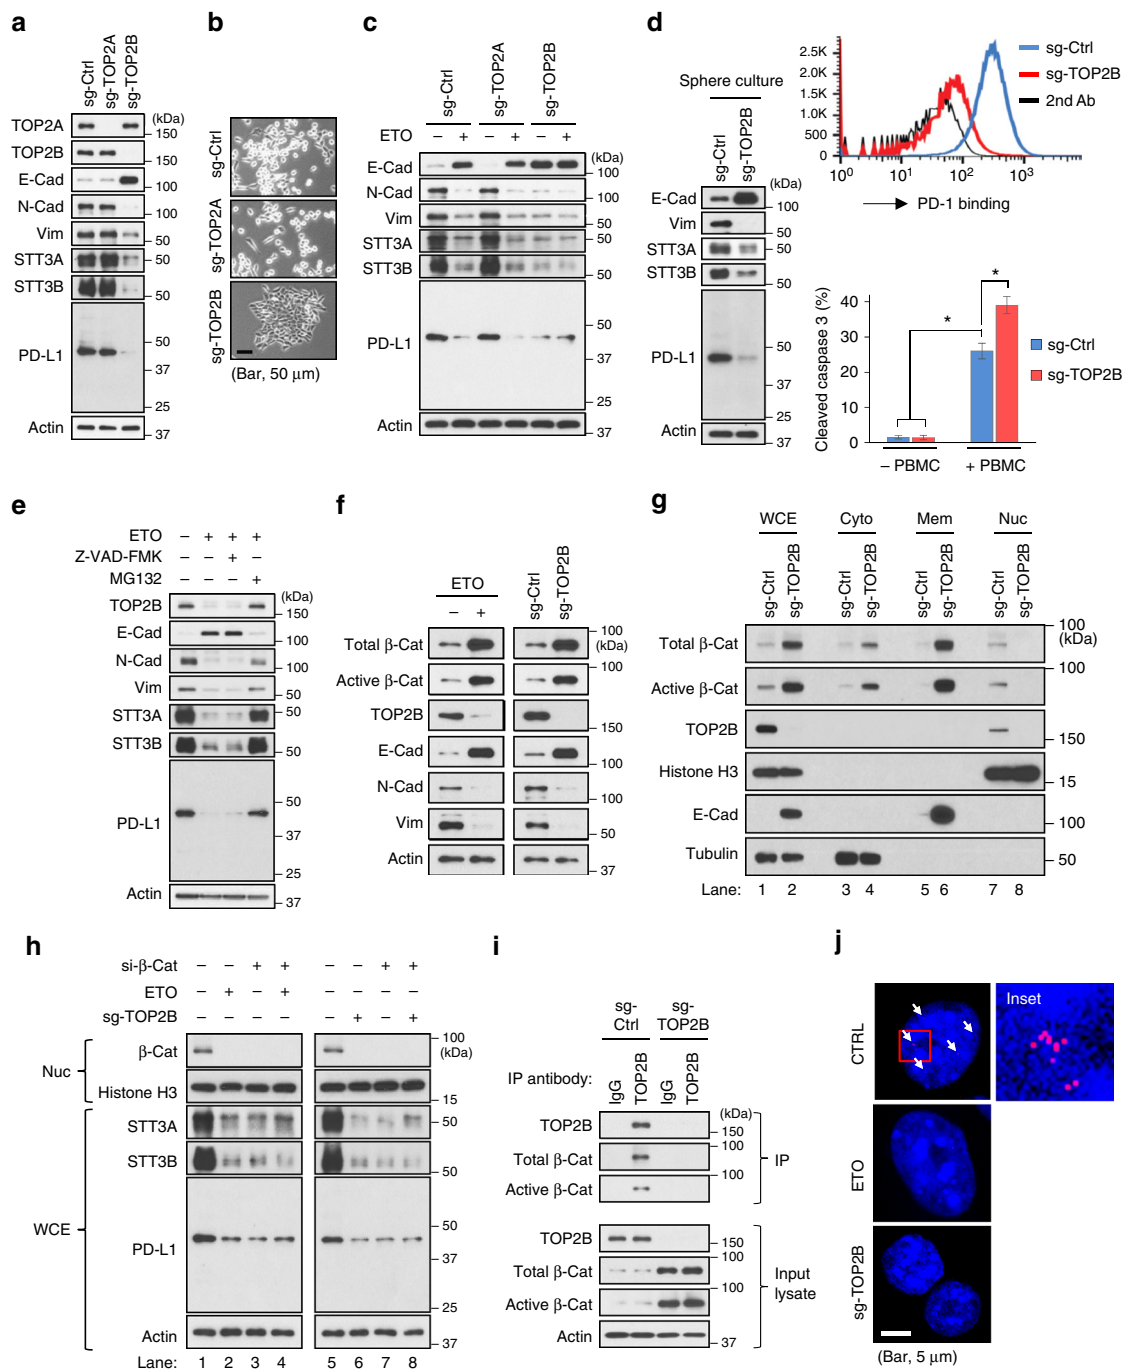 a
sg-Ctrl
sg-TOP2A
sg-TOP2B
(kDa)
TOP2A
150
TOP2B
150
E-Cad
100
N-Cad
100
Vim
50
STT3A
50
STT3B
50
PD-L1
50
37
25
Actin
37
b
sg-Ctrl
sg-TOP2A
sg-TOP2B
(Bar, 50 µm)
c
sg-Ctrl
sg-TOP2A
sg-TOP2B
ETO – + – + – +
(kDa)
E-Cad
100
N-Cad
100
Vim
50
STT3A
50
STT3B
50
PD-L1
50
37
25
Actin
37
d
Sphere culture
sg-Ctrl
sg-TOP2B
(kDa)
E-Cad
100
Vim
50
STT3A
50
STT3B
50
PD-L1
50
37
25
Actin
37
2.5K
2.0K
1.5K
1.0K
500
0
10^0 10^1 10^2 10^3
PD-1 binding
sg-Ctrl
sg-TOP2B
2nd Ab
Cleaved caspase 3 (%)
40
30
20
10
0
*
*
– PBMC + PBMC
sg-Ctrl
sg-TOP2B
e
ETO – + + +
Z-VAD-FMK – – + –
MG132 – – – +
(kDa)
TOP2B
150
E-Cad
100
N-Cad
100
Vim
50
STT3A
50
STT3B
50
PD-L1
50
37
25
Actin
37
f
ETO
– +
sg-Ctrl
sg-TOP2B
Total β-Cat
100
(kDa)
Active β-Cat
100
TOP2B
150
E-Cad
100
N-Cad
100
Vim
50
Actin
37
g
WCE Cyto Mem Nuc
sg-Ctrl
sg-TOP2B
sg-Ctrl
sg-TOP2B
sg-Ctrl
sg-TOP2B
sg-Ctrl
sg-TOP2B
Total β-Cat
100
(kDa)
Active β-Cat
100
TOP2B
150
Histone H3
15
E-Cad
100
Tubulin
50
Lane: 1 2 3 4 5 6 7 8
h
si-β-Cat – – + + – – + +
ETO – + – + 
sg-TOP2B – + – +
Nuc
β-Cat
100
(kDa)
Histone H3
15
WCE
STT3A
50
STT3B
50
PD-L1
50
37
25
Actin
37
Lane: 1 2 3 4 5 6 7 8
i
sg-Ctrl
sg-TOP2B
IP antibody:
IgG
TOP2B
IgG
TOP2B
(kDa)
TOP2B
150
Total β-Cat
100
Active β-Cat
100
IP
TOP2B
150
Total β-Cat
100
Active β-Cat
100
Actin
37
Input lysate
j
CTRL
Inset
ETO
sg-TOP2B
(Bar, 5 µm)